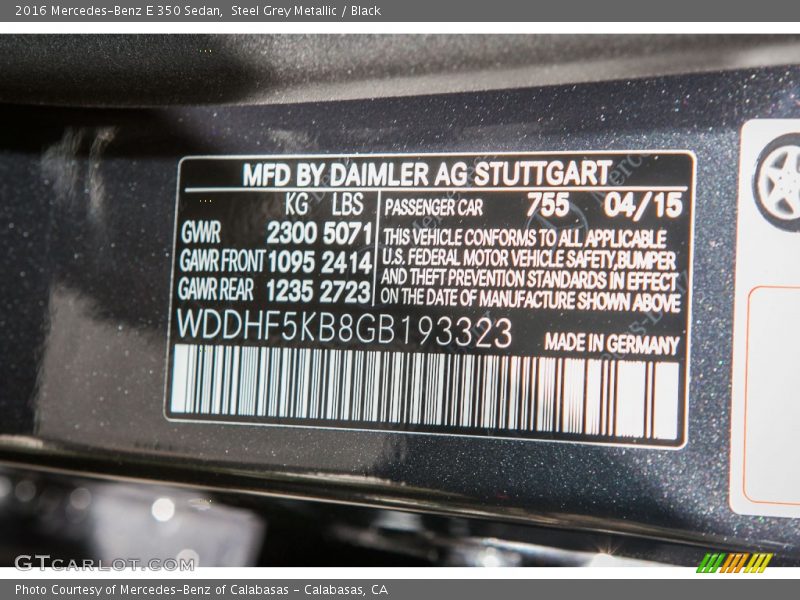 2016 Mercedes-Benz E 350 Sedan, Steel Grey Metallic / Black
MFD BY DAIMLER AG STUTTGART
KG LBS
GWR 2300 5071
GAWR FRONT 1095 2414
GAWR REAR 1235 2723
PASSENGER CAR 755 04/15
THIS VEHICLE CONFORMS TO ALL APPLICABLE
U.S. FEDERAL MOTOR VEHICLE SAFETY,BUMPER
AND THEFT PREVENTION STANDARDS IN EFFECT
ON THE DATE OF MANUFACTURE SHOWN ABOVE
WDDHF5KB8GB193323
MADE IN GERMANY
GTcarlot.com
Photo Courtesy of Mercedes-Benz of Calabasas - Calabasas, CA